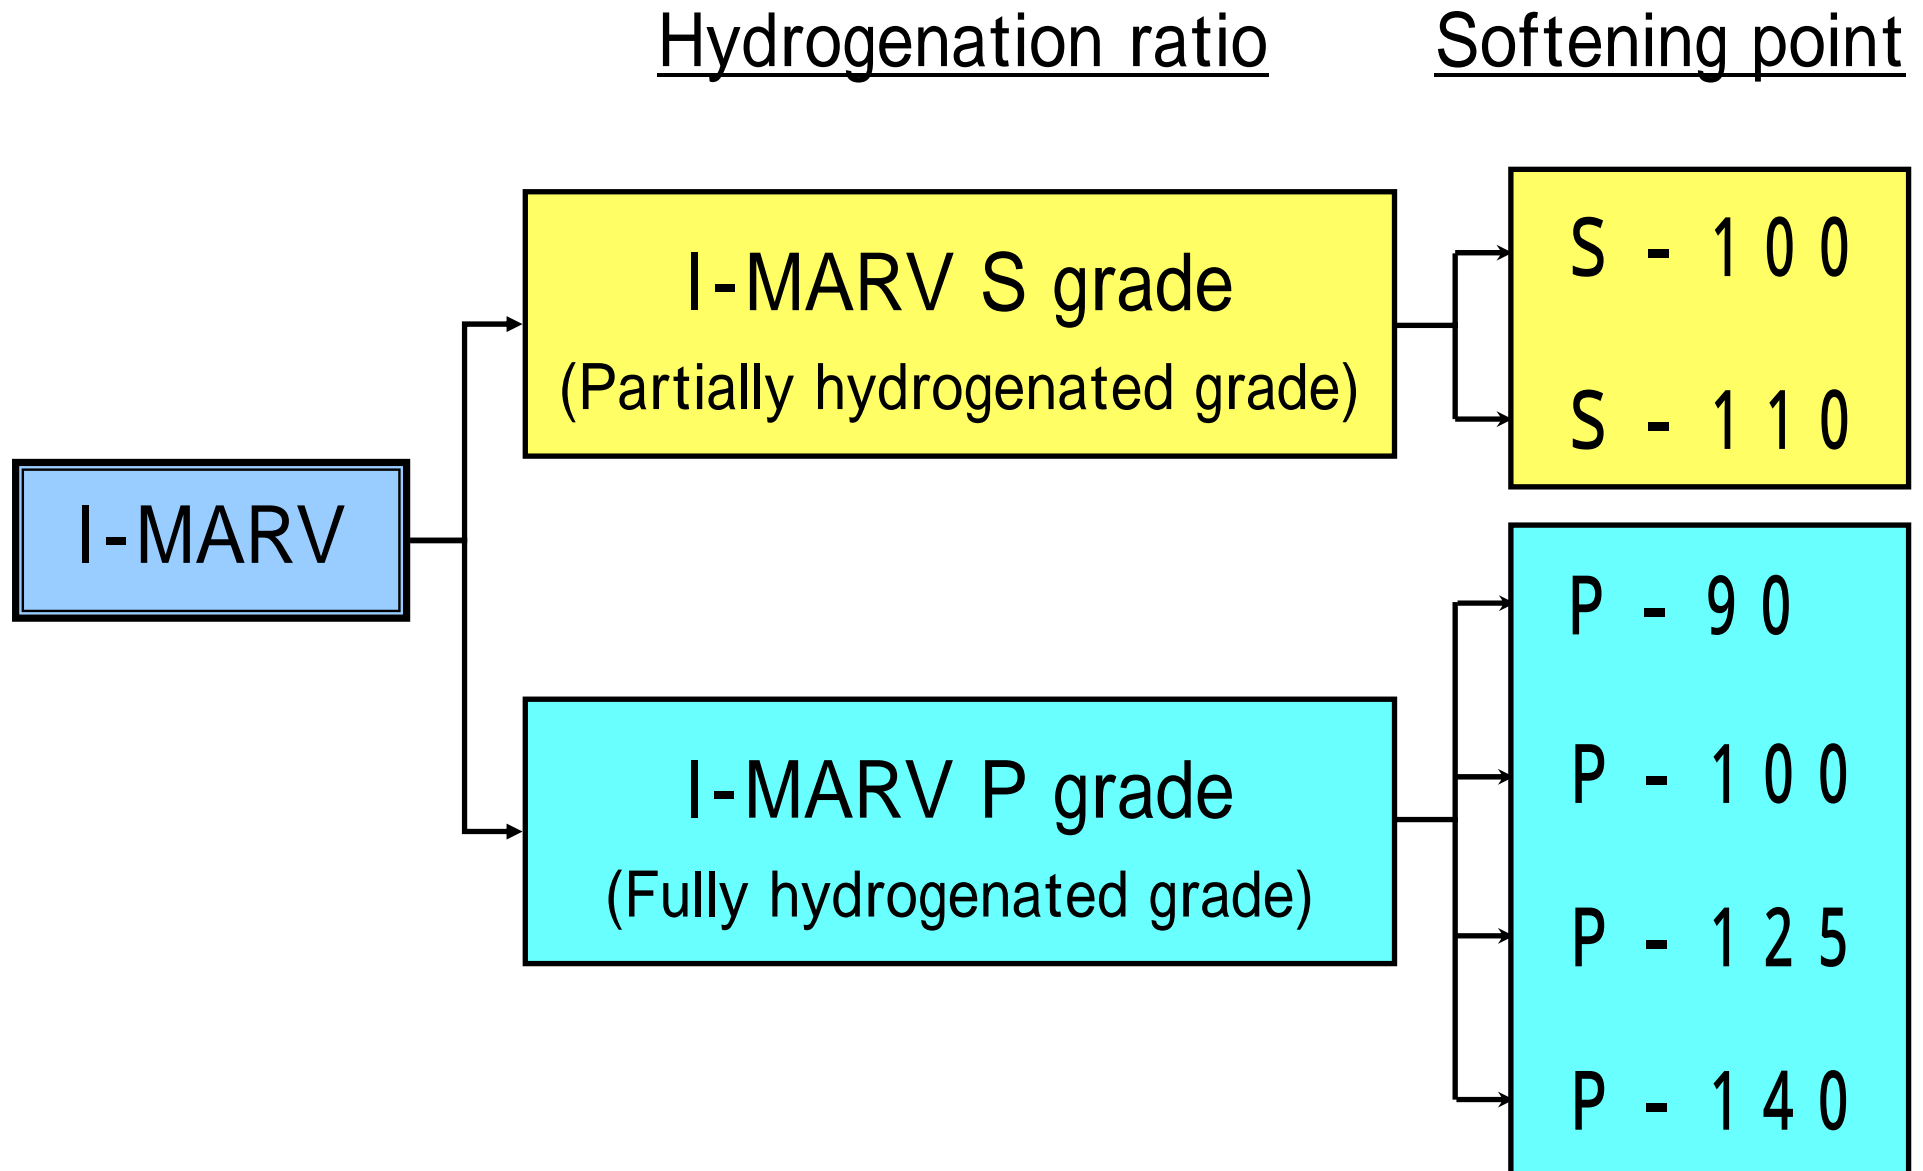 Hydrogenation ratio
Softening point
I-MARV S grade
(Partially hydrogenated grade)
S-100
S-110
I-MARV
I-MARV P grade
(Fully hydrogenated grade)
P-90
P-100
P-125
P-140